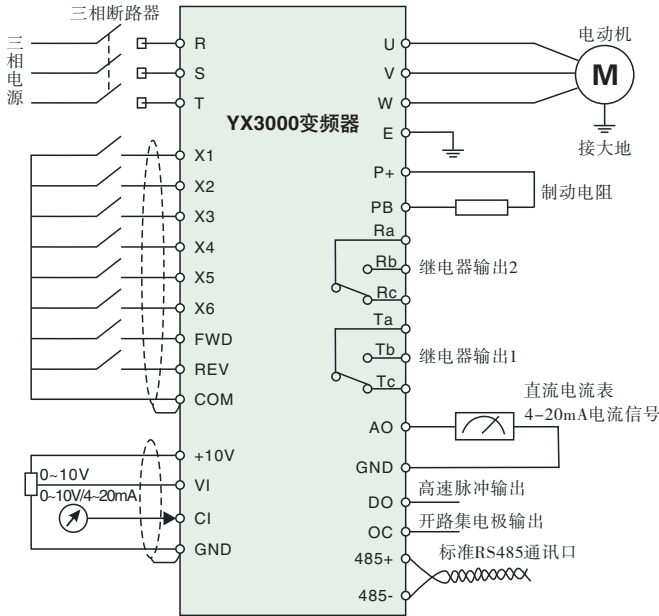 三相断路器
三相电源
R
S
T
YX3000变频器
X1
X2
X3
X4
X5
X6
FWD
REV
COM
+10V
0~10V
VI
0~10V/4~20mA
CI
GND
电动机
U
V
M
W
E
接大地
P+
制动电阻
PB
Ra
Rb
继电器输出2
Rc
Ta
Tb
继电器输出1
Tc
直流电流表
4-20mA电流信号
AO
GND
高速脉冲输出
DO
开路集电极输出
OC
标准RS485通讯口
485+
485-